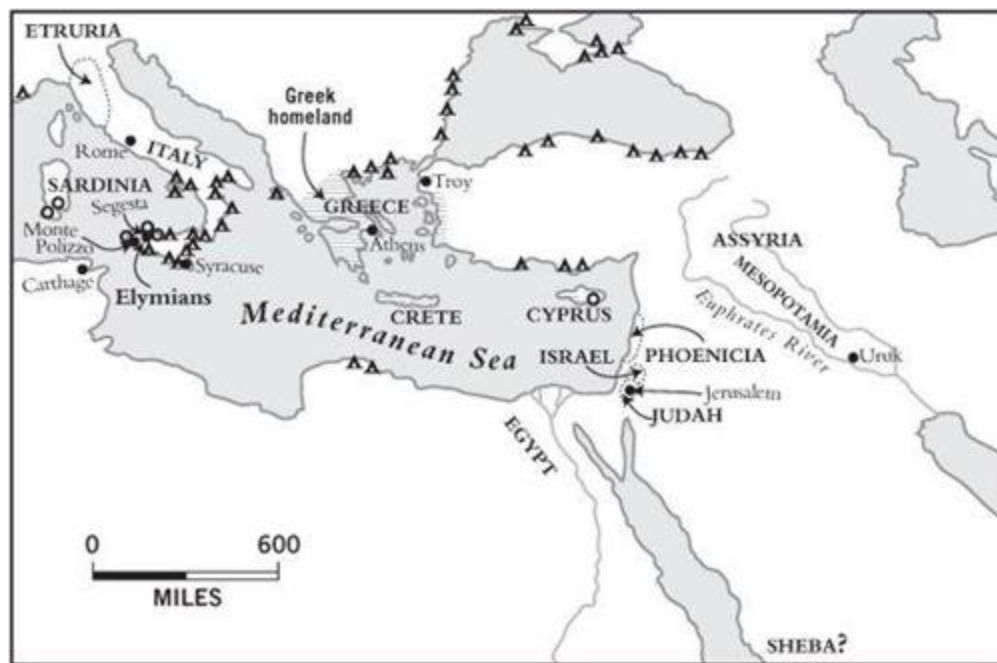 ETRURIA
Greek
homeland
Rome
ITALY
SARDINIA
Segesta
Monte
Polizzo
Carthage
Elymians
Syracuse
Troy
GREECE
Athens
CRETE
Mediterranean Sea
CYPRUS
ISRAEL
PHOENICIA
Jerusalem
JUDAH
EGYPT
ASSYRIA
MESOPOTAMIA
Euphrates River
Uruk
0 600
MILES
SHEBA?